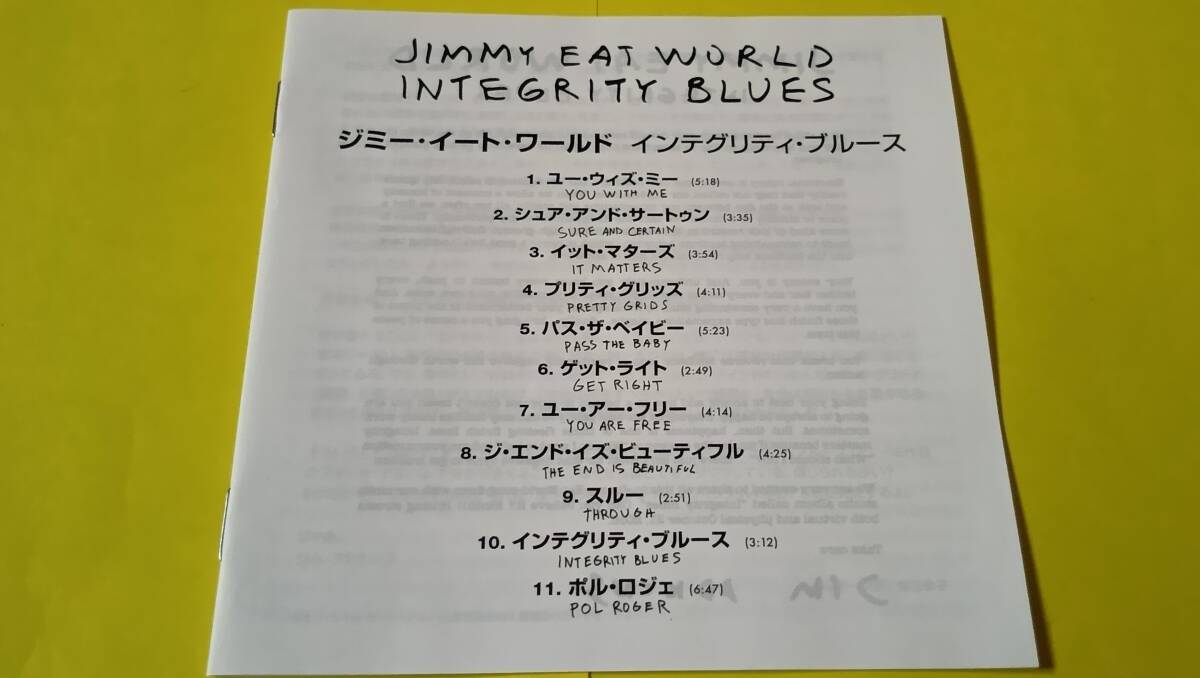 JIMMY EAT WORLD
INTEGRITY BLUES
ジミー・イート・ワールド インテグリティ・ブルース
1. ユー・ウィズ・ミー (5:18)
YOU WITH ME
2. シュア・アンド・サートゥン (3:35)
SURE AND CERTAIN
3. イット・マターズ (3:54)
IT MATTERS
4. プリティ・グリッズ (4:11)
PRETTY GRIDS
5. パス・ザ・ベイビー (5:23)
PASS THE BABY
6. ゲット・ライト (2:49)
GET RIGHT
7. ユー・アー・フリー (4:14)
YOU ARE FREE
8. ジ・エンド・イズ・ビューティフル (4:25)
THE END IS BEAUTIFUL
9. スルー (2:51)
THROUGH
10. インテグリティ・ブルース (3:12)
INTEGRITY BLUES
11. ポル・ロジェ (6:47)
POL ROGER